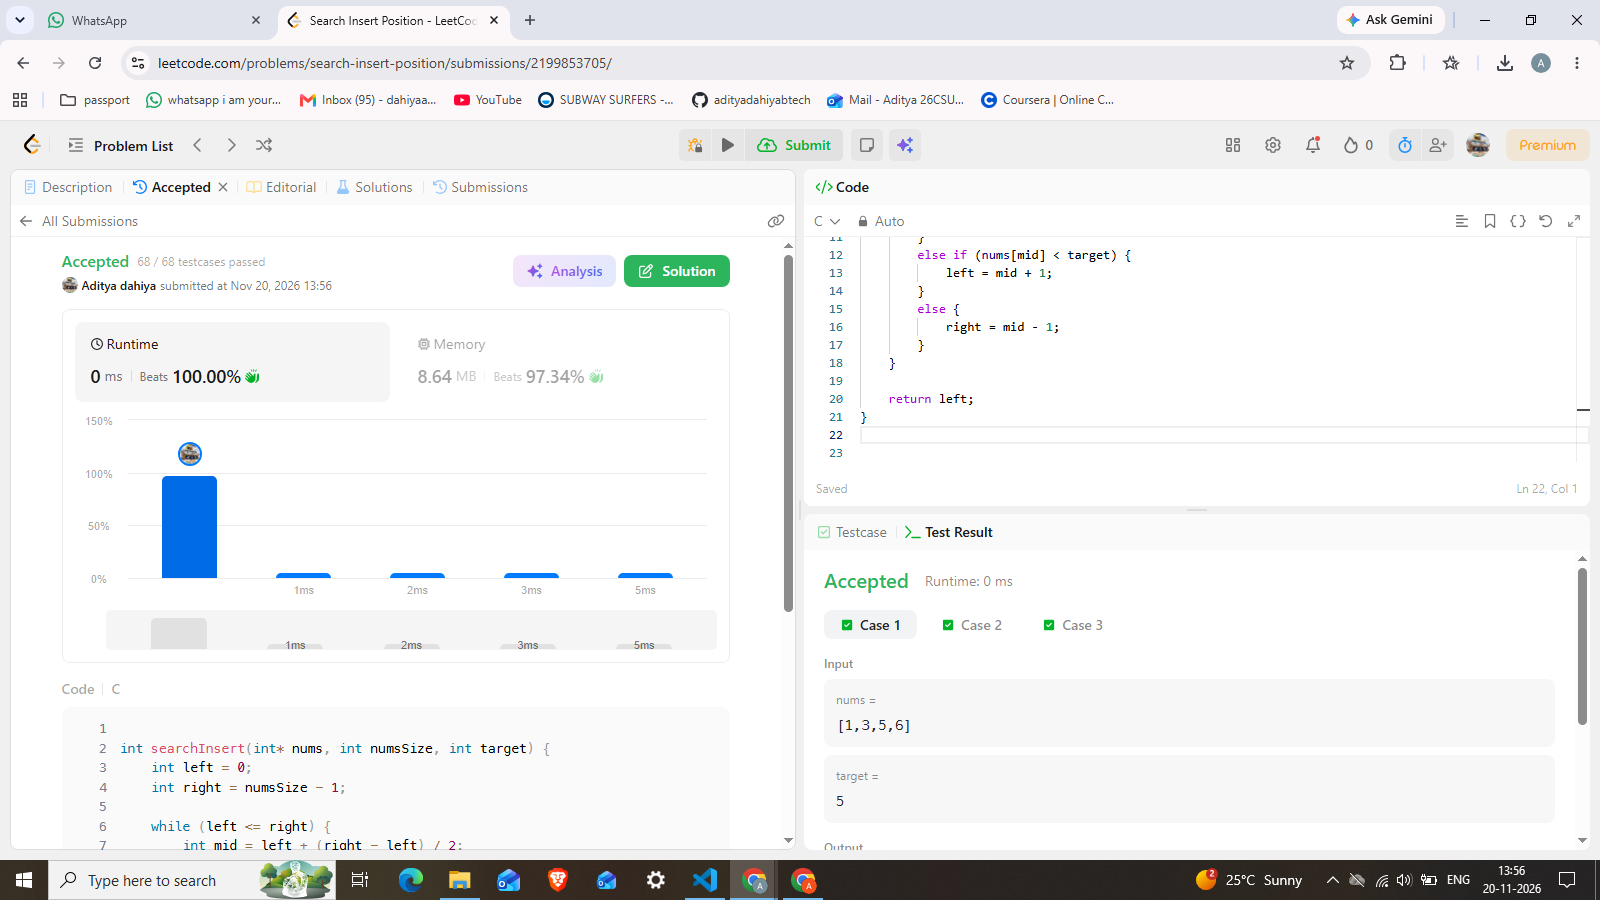 WhatsApp
Search Insert Position - LeetCo
Ask Gemini
leetcode.com/problems/search-insert-position/submissions/2199853705/
A
passport
whatsapp i am your...
Inbox (95) - dahiyaa...
YouTube
SUBWAY SURFERS -...
adityadahiyabtech
Mail - Aditya 26CSU...
Coursera | Online C...
Problem List
Submit
0
Premium
Description
Accepted
Editorial
Solutions
Submissions
All Submissions
Accepted 68 / 68 testcases passed
Aditya dahiya submitted at Nov 20, 2026 13:56
Analysis
Solution
Runtime
0 ms | Beats 100.00%
Memory
8.64 MB | Beats 97.34%
150%
100%
50%
0%
1ms 2ms 3ms 5ms
1ms 2ms 3ms 5ms
Code | C
1
2 int searchInsert(int* nums, int numsSize, int target) {
3 int left = 0;
4 int right = numsSize - 1;
5
6 while (left <= right) {
7 int mid = left + (right - left) / 2;
</> Code
C
Auto
11 }
12 else if (nums[mid] < target) {
13 left = mid + 1;
14 }
15 else {
16 right = mid - 1;
17 }
18 }
19
20 return left;
21 }
22
23
Saved
Ln 22, Col 1
Testcase
Test Result
Accepted Runtime: 0 ms
Case 1
Case 2
Case 3
Input
nums =
[1,3,5,6]
target =
5
Output
Type here to search
A
A
2
25°C Sunny
ENG
13:56
20-11-2026